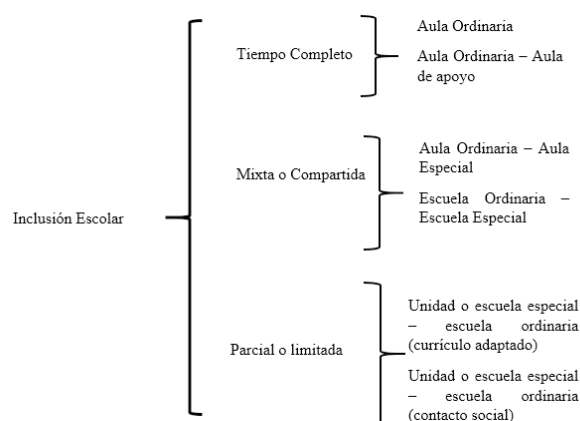 Inclusión Escolar
Tiempo Completo
Aula Ordinaria
Aula Ordinaria – Aula
de apoyo
Mixta o Compartida
Aula Ordinaria – Aula
Especial
Escuela Ordinaria –
Escuela Especial
Parcial o limitada
Unidad o escuela especial
– escuela ordinaria
(currículo adaptado)
Unidad o escuela especial
– escuela ordinaria
(contacto social)